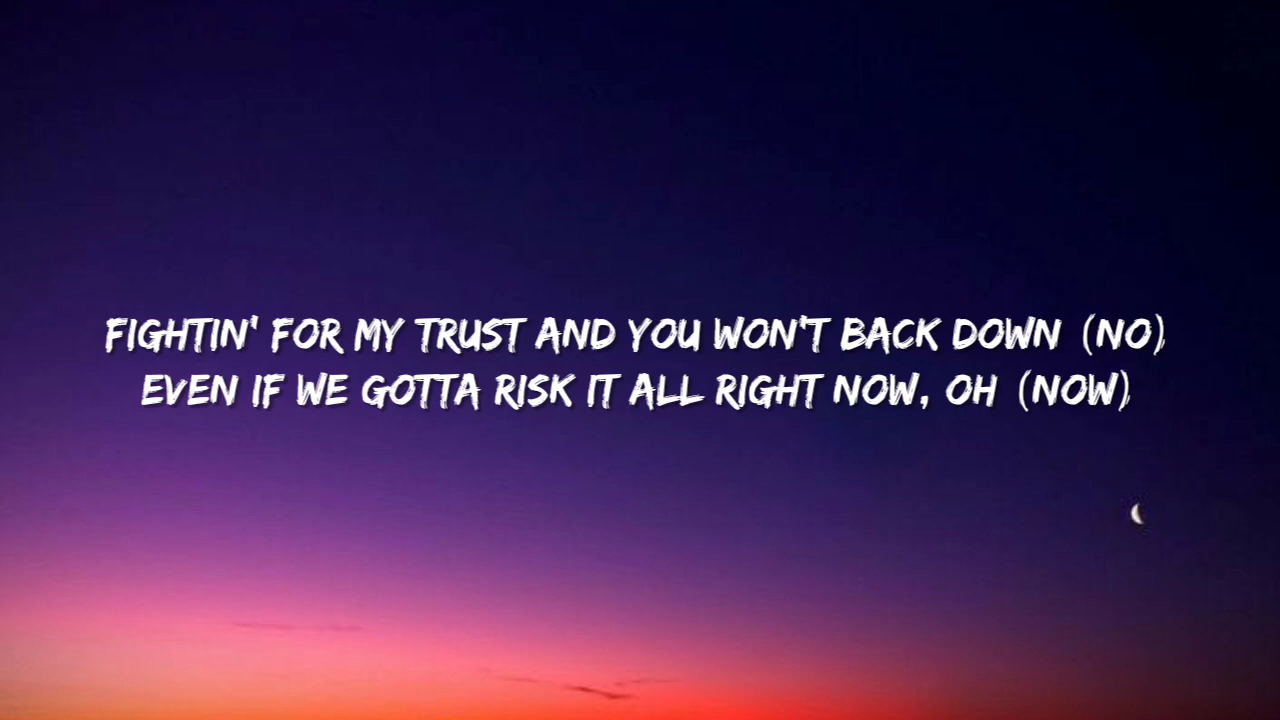 FIGHTIN' FOR MY TRUST AND YOU WON'T BACK DOWN (NO)
EVEN IF WE GOTTA RISK IT ALL RIGHT NOW, OH (NOW)